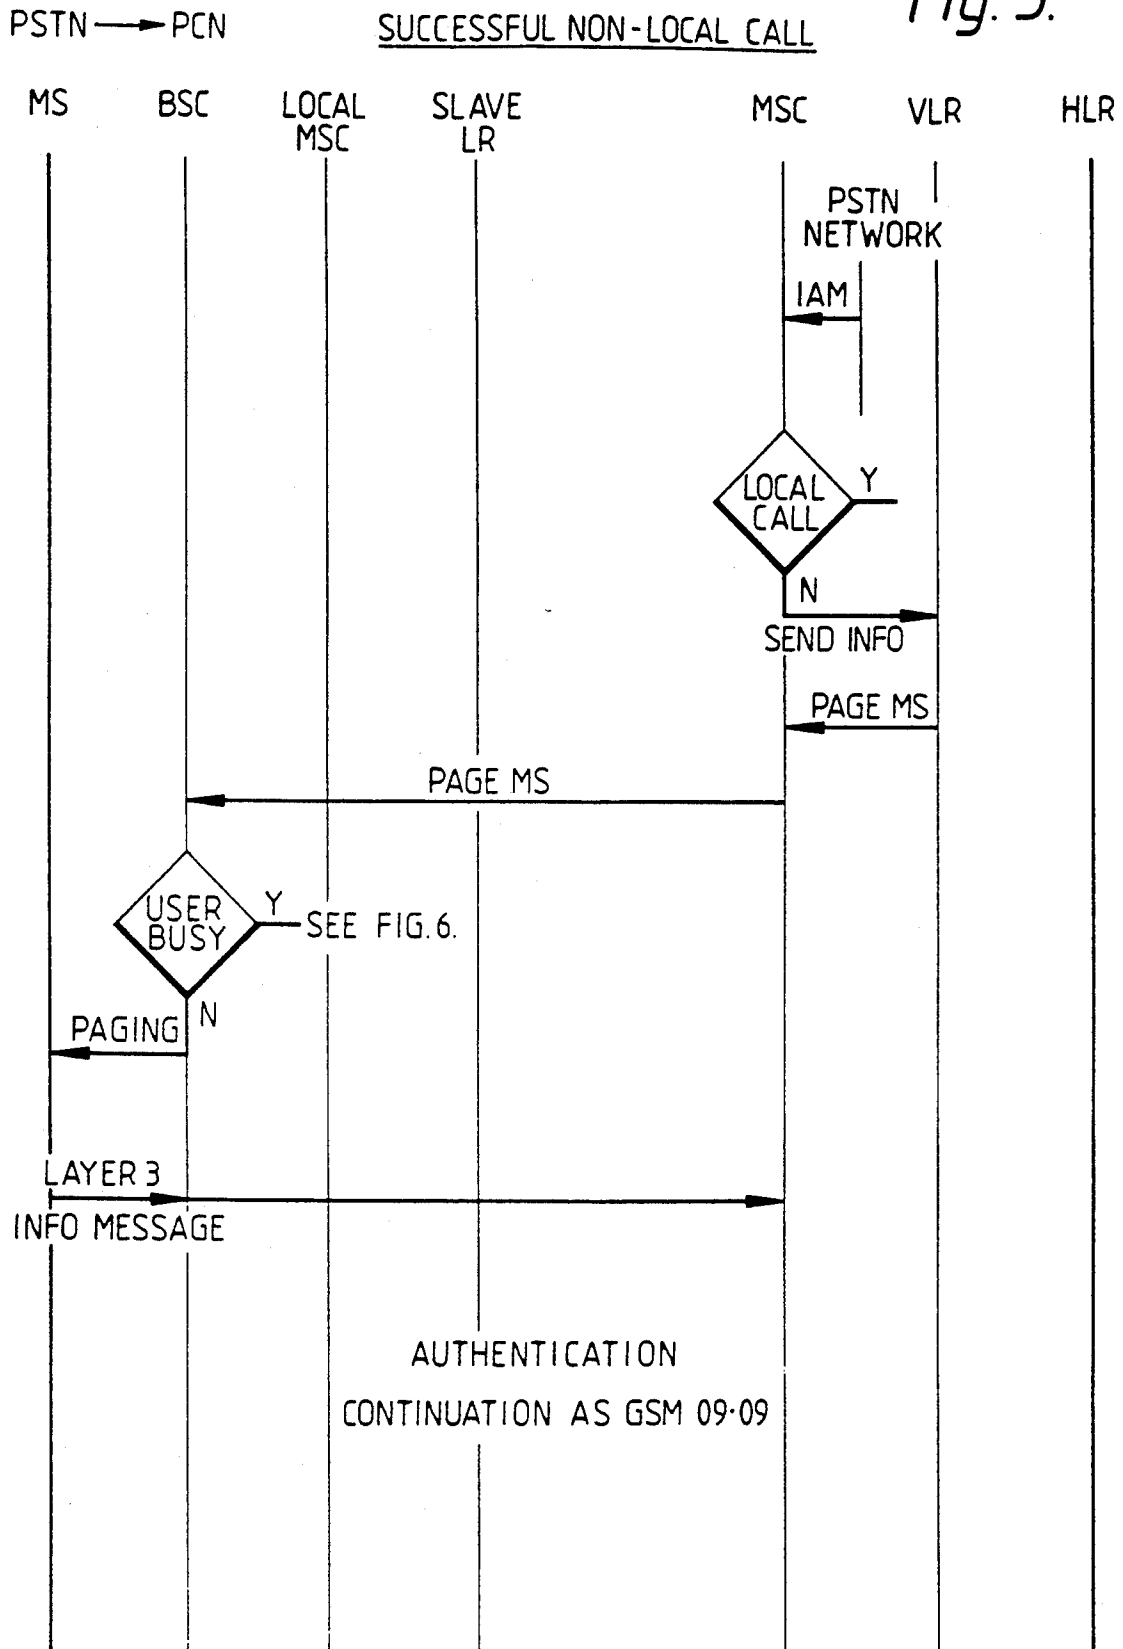 PSTN → PCN
SUCCESSFUL NON-LOCAL CALL
MS
BSC
LOCAL
MSC
SLAVE
LR
MSC
VLR
HLR
PSTN
NETWORK
IAM
LOCAL
CALL
Y
N
SEND INFO
PAGE MS
PAGE MS
USER
BUSY
Y
SEE FIG.6.
N
PAGING
LAYER 3
INFO MESSAGE
AUTHENTICATION
CONTINUATION AS GSM 09·09